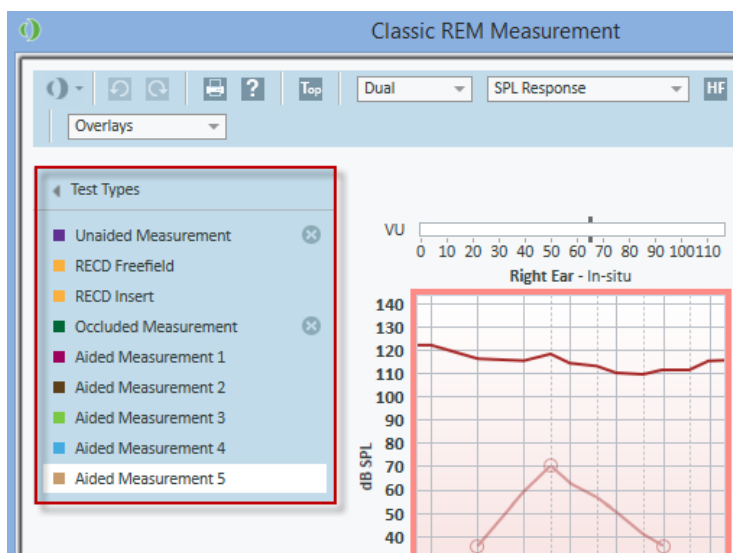 Classic REM Measurement
? Top Dual SPL Response HF
Overlays
Test Types
Unaided Measurement
RECD Freefield
RECD Insert
Occluded Measurement
Aided Measurement 1
Aided Measurement 2
Aided Measurement 3
Aided Measurement 4
Aided Measurement 5
VU
0 10 20 30 40 50 60 70 80 90 100110
Right Ear - In-situ
140
130
120
110
100
90
80
70
60
50
40
dB SPL